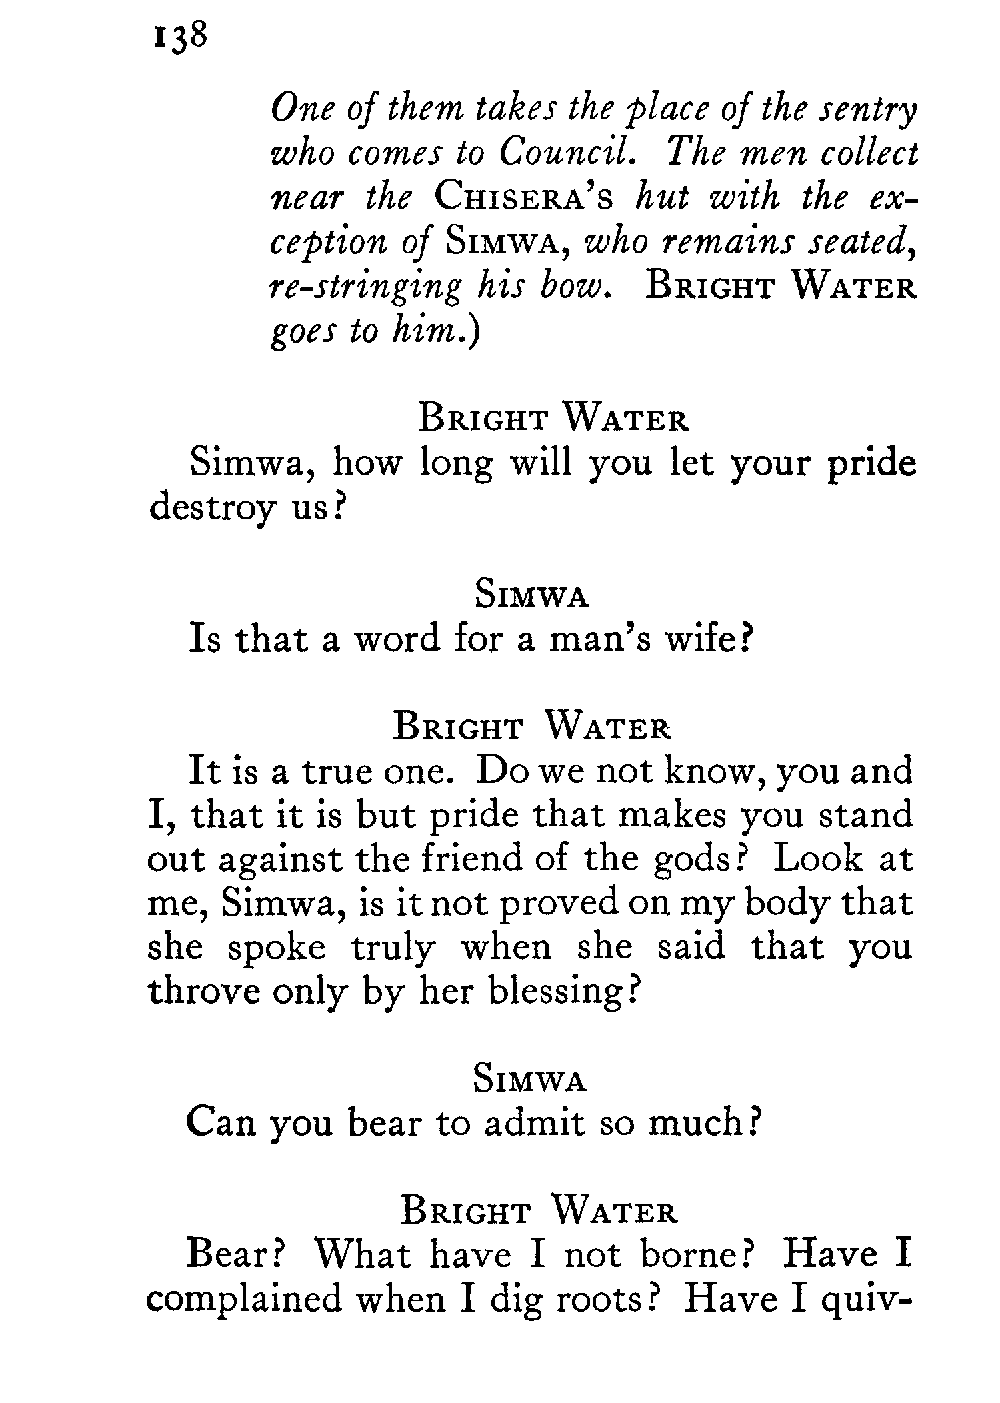 138
One of them takes the place of the sentry
who comes to Council. The men collect
near the CHISERA'S hut with the ex-
ception of SIMWA, who remains seated,
re-stringing his bow. BRIGHT WATER
goes to him.)
BRIGHT WATER
Simwa, how long will you let your pride
destroy us?
SIMWA
Is that a word for a man's wife?
BRIGHT WATER
It is a true one. Do we not know, you and
I, that it is but pride that makes you stand
out against the friend of the gods? Look at
me, Simwa, is it not proved on my body that
she spoke truly when she said that you
throve only by her blessing?
SIMWA
Can you bear to admit so much?
BRIGHT WATER
Bear? What have I not borne? Have I
complained when I dig roots? Have I quiv-